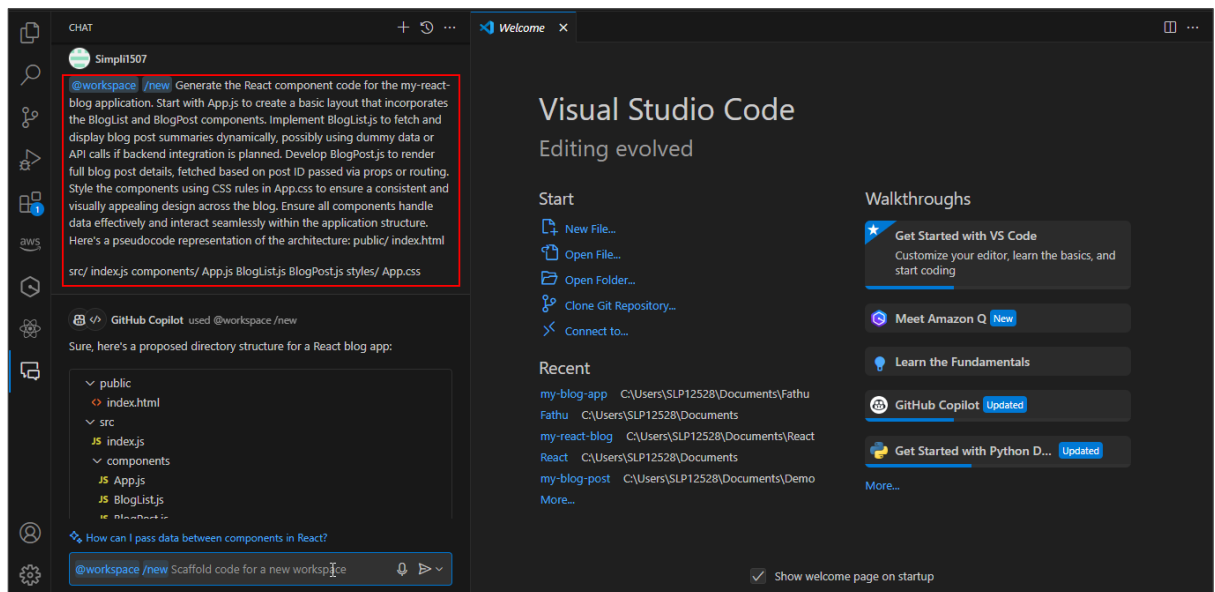 CHAT
Simpli1507
@workspace /new Generate the React component code for the my-react-
blog application. Start with App.js to create a basic layout that incorporates
the BlogList and BlogPost components. Implement BlogList.js to fetch and
display blog post summaries dynamically, possibly using dummy data or
API calls if backend integration is planned. Develop BlogPost.js to render
full blog post details, fetched based on post ID passed via props or routing.
Style the components using CSS rules in App.css to ensure a consistent and
visually appealing design across the blog. Ensure all components handle
data effectively and interact seamlessly within the application structure.
Here's a pseudocode representation of the architecture: public/ index.html
src/ index.js components/ App.js BlogList.js BlogPost.js styles/ App.css
GitHub Copilot used @workspace /new
Sure, here's a proposed directory structure for a React blog app:
public
<> index.html
src
JS index.js
components
JS App.js
JS BlogList.js
JS BlogPost.js
How can I pass data between components in React?
@workspace /new Scaffold code for a new workspace
1
aws
Welcome
Visual Studio Code
Editing evolved
Start
New File...
Open File...
Open Folder...
Clone Git Repository...
Connect to...
Recent
my-blog-app C:\Users\SLP12528\Documents\Fathu
Fathu C:\Users\SLP12528\Documents
my-react-blog C:\Users\SLP12528\Documents\React
React C:\Users\SLP12528\Documents
my-blog-post C:\Users\SLP12528\Documents\Demo
More...
Walkthroughs
Get Started with VS Code
Customize your editor, learn the basics, and
start coding
Meet Amazon Q New
Learn the Fundamentals
GitHub Copilot Updated
Get Started with Python D... Updated
More...
Show welcome page on startup